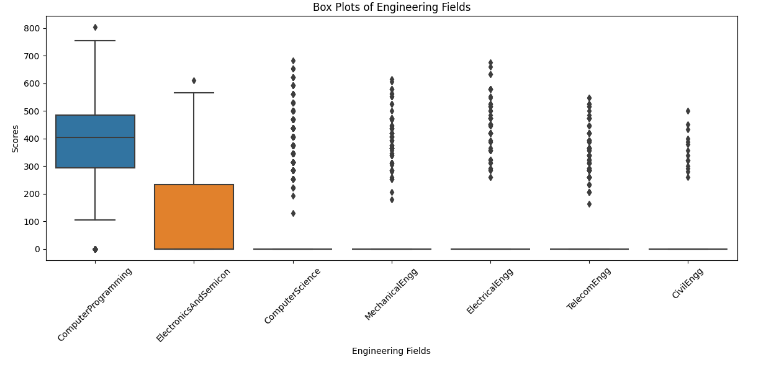 Box Plots of Engineering Fields
800
700
600
500
400
300
200
100
0
Scores
ComputerProgramming
ElectronicsAndSemicon
ComputerScience
MechanicalEngg
ElectricalEngg
TelecomEngg
CivilEngg
Engineering Fields